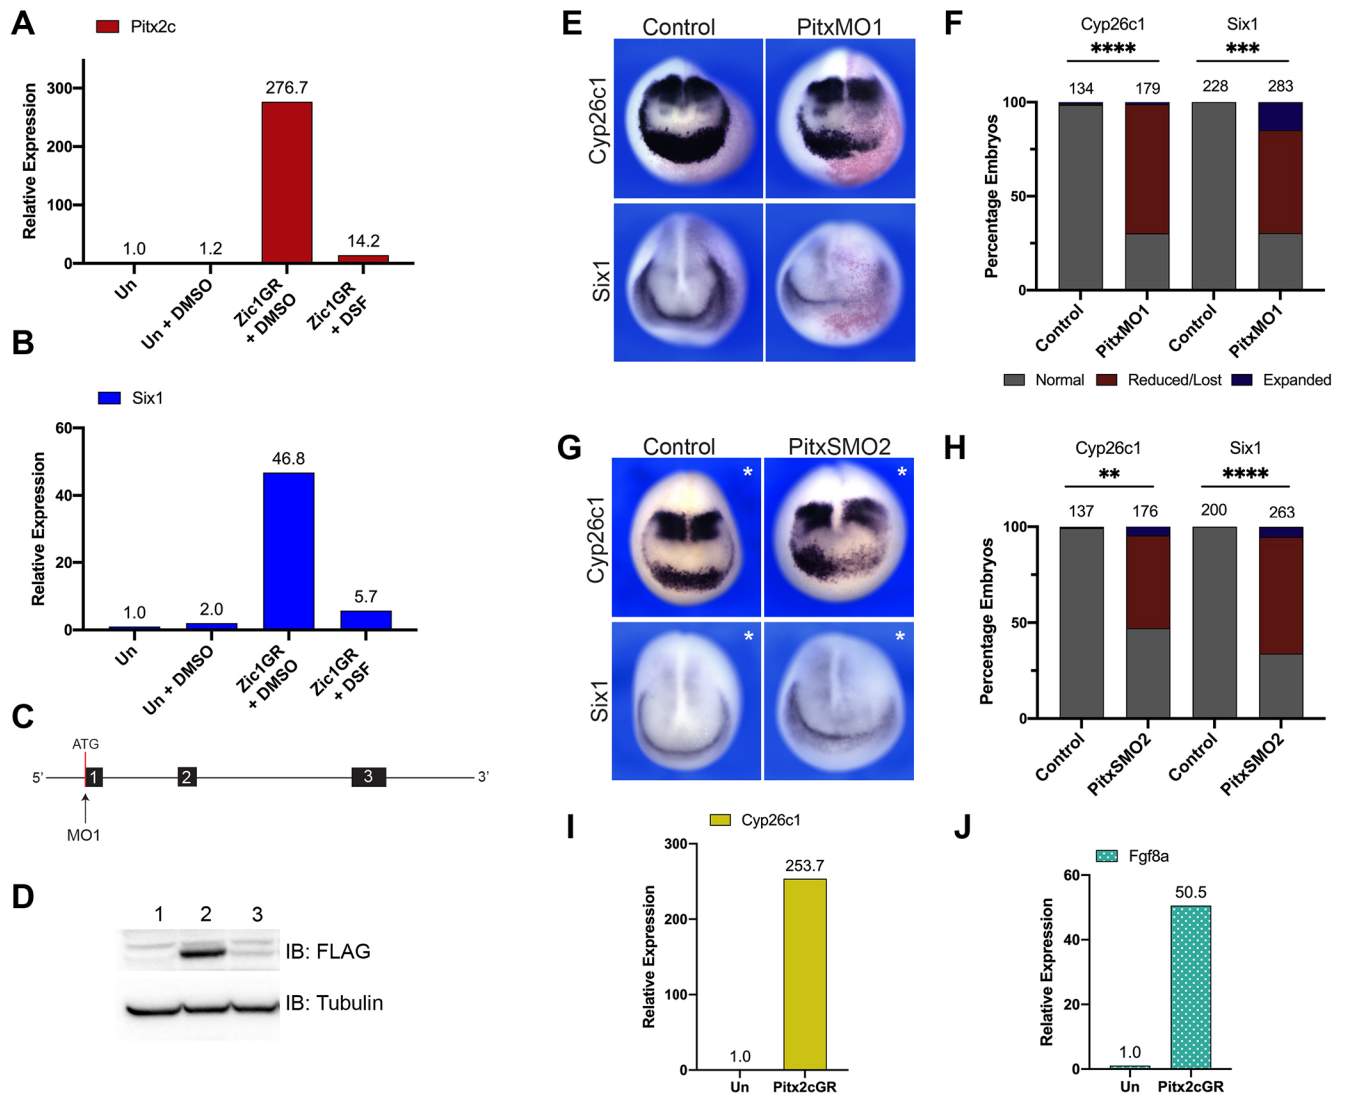 A
Pitx2c
Relative Expression
300
200
100
0
1.0
1.2
276.7
14.2
Un
Un + DMSO
Zic1GR
+ DMSO
Zic1GR
+ DSF
B
Six1
Relative Expression
60
40
20
0
1.0
2.0
46.8
5.7
Un
Un + DMSO
Zic1GR
+ DMSO
Zic1GR
+ DSF
C
ATG
5' 1 2 3 3'
MO1
D
1 2 3
IB: FLAG
IB: Tubulin
E
Control PitxMO1
Cyp26c1
Six1
F
Cyp26c1 Six1
**** ***
134 179 228 283
Percentage Embryos
100
50
0
Control
PitxMO1
Control
PitxMO1
Normal Reduced/Lost Expanded
G
Control PitxSMO2
Cyp26c1
* *
Six1
* *
H
Cyp26c1 Six1
** ****
137 176 200 263
Percentage Embryos
100
50
0
Control
PitxSMO2
Control
PitxSMO2
I
Cyp26c1
Relative Expression
300
200
100
0
1.0
253.7
Un Pitx2cGR
J
Fgf8a
Relative Expression
60
40
20
0
1.0
50.5
Un Pitx2cGR